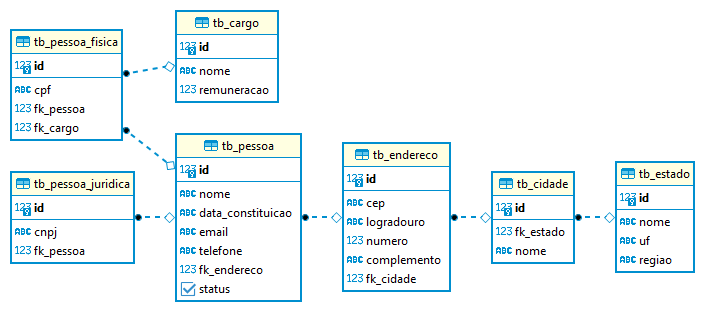 tb_pessoa_fisica
123 id
ABC cpf
123 fk_pessoa
123 fk_cargo
tb_cargo
123 id
ABC nome
123 remuneracao
tb_pessoa_juridica
123 id
ABC cnpj
123 fk_pessoa
tb_pessoa
123 id
ABC nome
ABC data_constituicao
ABC email
ABC telefone
123 fk_endereco
status
tb_endereco
123 id
ABC cep
ABC logradouro
123 numero
ABC complemento
123 fk_cidade
tb_cidade
123 id
123 fk_estado
ABC nome
tb_estado
123 id
ABC nome
ABC uf
ABC regiao